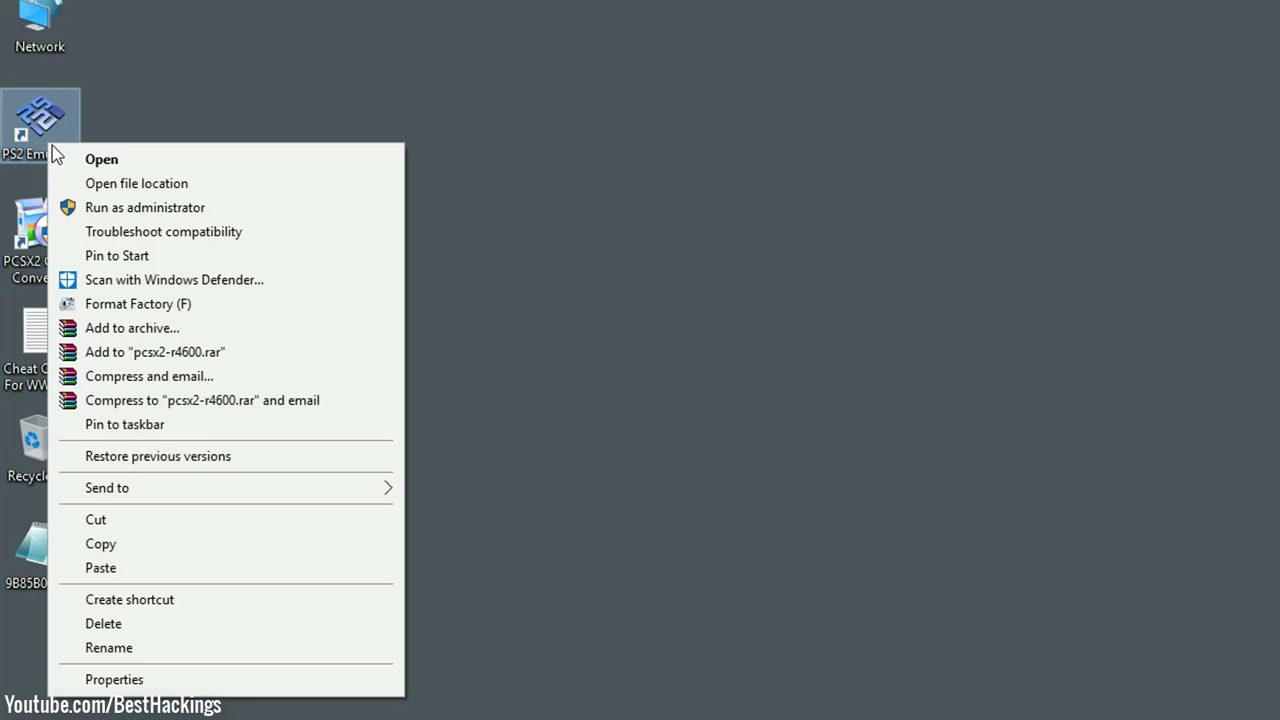 Network
PS2 Em
PCSX2
Conve
Cheat
For WW
Recycle
9B85B0
Open
Open file location
Run as administrator
Troubleshoot compatibility
Pin to Start
Scan with Windows Defender...
Format Factory (F)
Add to archive...
Add to "pcsx2-r4600.rar"
Compress and email...
Compress to "pcsx2-r4600.rar" and email
Pin to taskbar
Restore previous versions
Send to
Cut
Copy
Paste
Create shortcut
Delete
Rename
Properties
Youtube.com/BestHackings